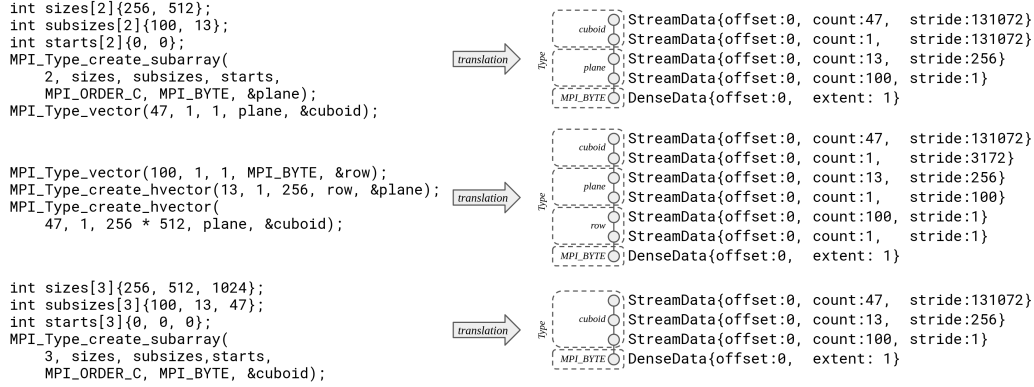 int sizes[2]{256, 512};
int subsizes[2]{100, 13};
int starts[2]{0, 0};
MPI_Type_create_subarray(
2, sizes, subsizes, starts,
MPI_ORDER_C, MPI_BYTE, &plane);
MPI_Type_vector(47, 1, 1, plane, &cuboid);
translation
Type
cuboid
plane
MPI_BYTE
StreamData{offset:0, count:47, stride:131072}
StreamData{offset:0, count:1, stride:131072}
StreamData{offset:0, count:13, stride:256}
StreamData{offset:0, count:100, stride:1}
DenseData{offset:0, extent: 1}
MPI_Type_vector(100, 1, 1, MPI_BYTE, &row);
MPI_Type_create_hvector(13, 1, 256, row, &plane);
MPI_Type_create_hvector(
47, 1, 256 * 512, plane, &cuboid);
translation
Type
cuboid
plane
row
MPI_BYTE
StreamData{offset:0, count:47, stride:131072}
StreamData{offset:0, count:1, stride:3172}
StreamData{offset:0, count:13, stride:256}
StreamData{offset:0, count:1, stride:100}
StreamData{offset:0, count:100, stride:1}
StreamData{offset:0, count:1, stride:1}
DenseData{offset:0, extent: 1}
int sizes[3]{256, 512, 1024};
int subsizes[3]{100, 13, 47};
int starts[3]{0, 0, 0};
MPI_Type_create_subarray(
3, sizes, subsizes,starts,
MPI_ORDER_C, MPI_BYTE, &cuboid);
translation
Type
cuboid
MPI_BYTE
StreamData{offset:0, count:47, stride:131072}
StreamData{offset:0, count:13, stride:256}
StreamData{offset:0, count:100, stride:1}
DenseData{offset:0, extent: 1}